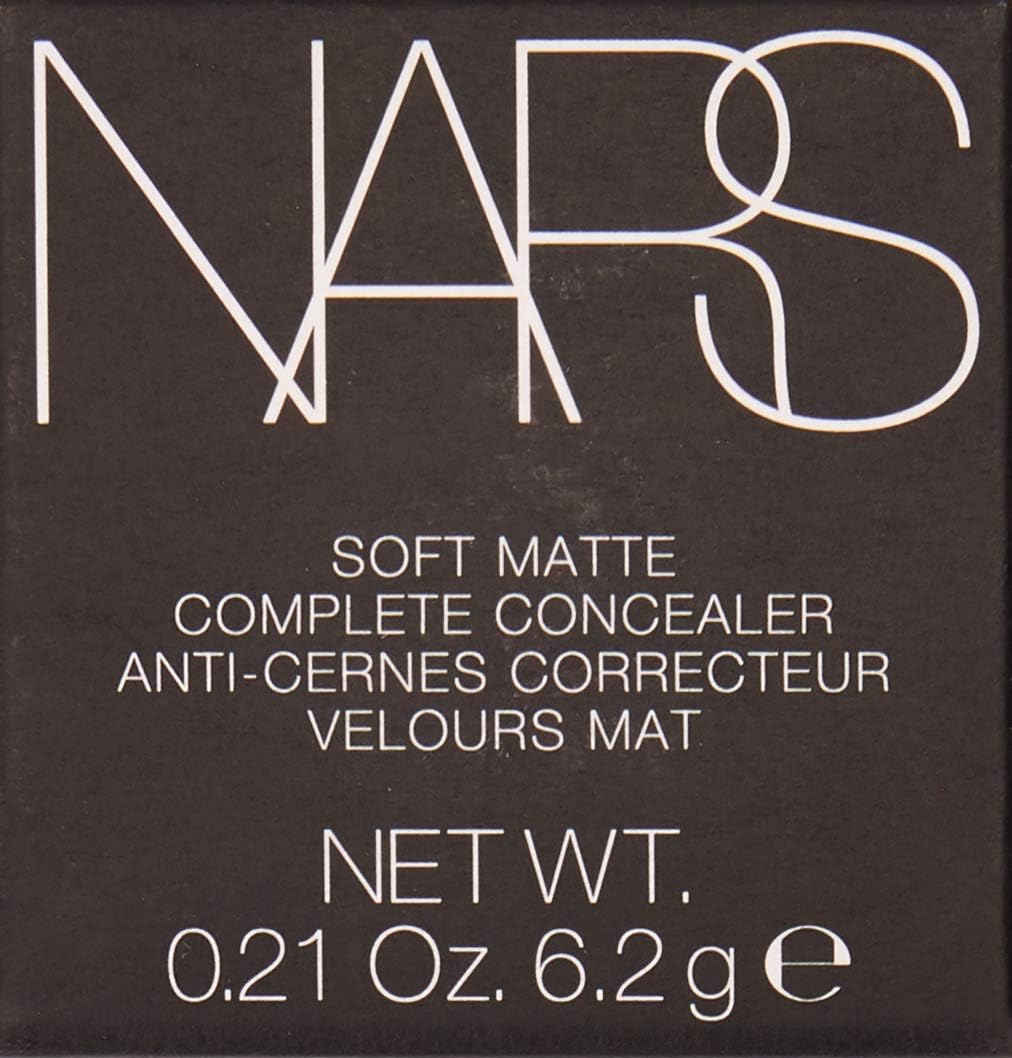 NARS
SOFT MATTE
COMPLETE CONCEALER
ANTI-CERNES CORRECTEUR
VELOURS MAT
NET WT.
0.21 Oz. 6.2 g ℮